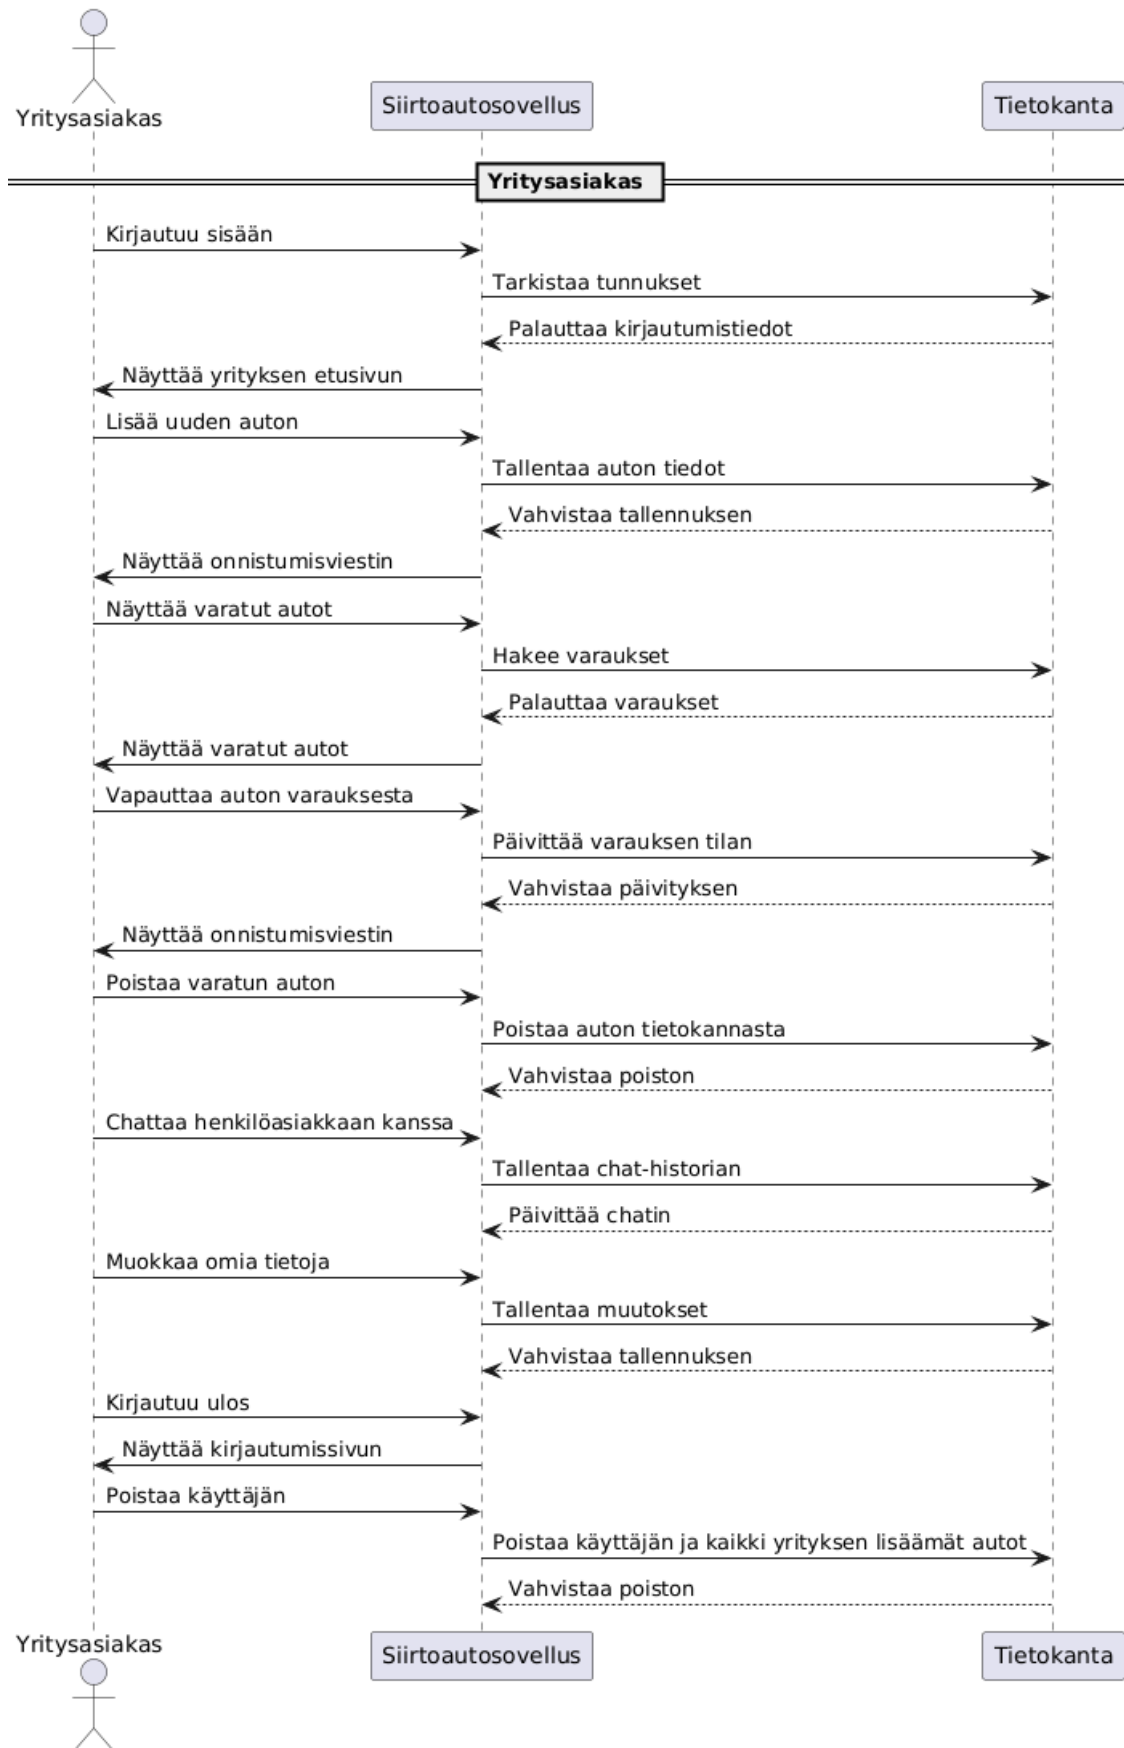 Yritysasiakas
Siirtoautosovellus
Tietokanta
Yritysasiakas
Kirjautuu sisään
Tarkistaa tunnukset
Palauttaa kirjautumistiedot
Näyttää yrityksen etusivun
Lisää uuden auton
Tallentaa auton tiedot
Vahvistaa tallennuksen
Näyttää onnistumisviestin
Näyttää varatut autot
Hakee varaukset
Palauttaa varaukset
Näyttää varatut autot
Vapauttaa auton varauksesta
Päivittää varauksen tilan
Vahvistaa päivityksen
Näyttää onnistumisviestin
Poistaa varatun auton
Poistaa auton tietokannasta
Vahvistaa poiston
Chattaa henkilöasiakkaan kanssa
Tallentaa chat-historian
Päivittää chatin
Muokkaa omia tietoja
Tallentaa muutokset
Vahvistaa tallennuksen
Kirjautuu ulos
Näyttää kirjautumissivun
Poistaa käyttäjän
Poistaa käyttäjän ja kaikki yrityksen lisäämät autot
Vahvistaa poiston
Yritysasiakas
Siirtoautosovellus
Tietokanta